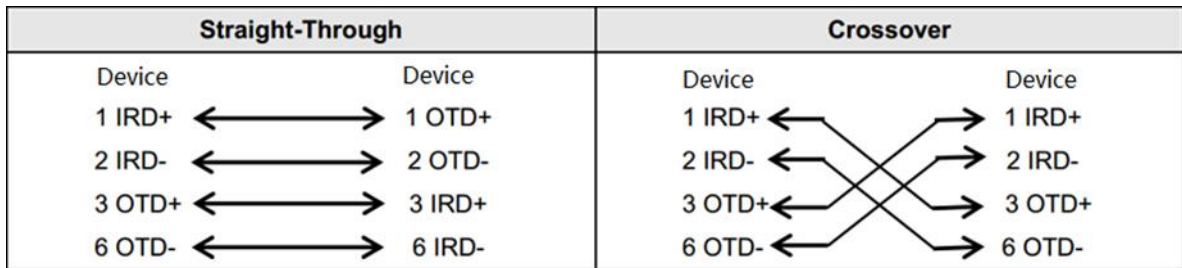 Straight-Through Crossover
Device Device Device Device
1 IRD+ 1 OTD+ 1 IRD+ 1 IRD+
2 IRD- 2 OTD- 2 IRD- 2 IRD-
3 OTD+ 3 IRD+ 3 OTD+ 3 OTD+
6 OTD- 6 IRD- 6 OTD- 6 OTD-